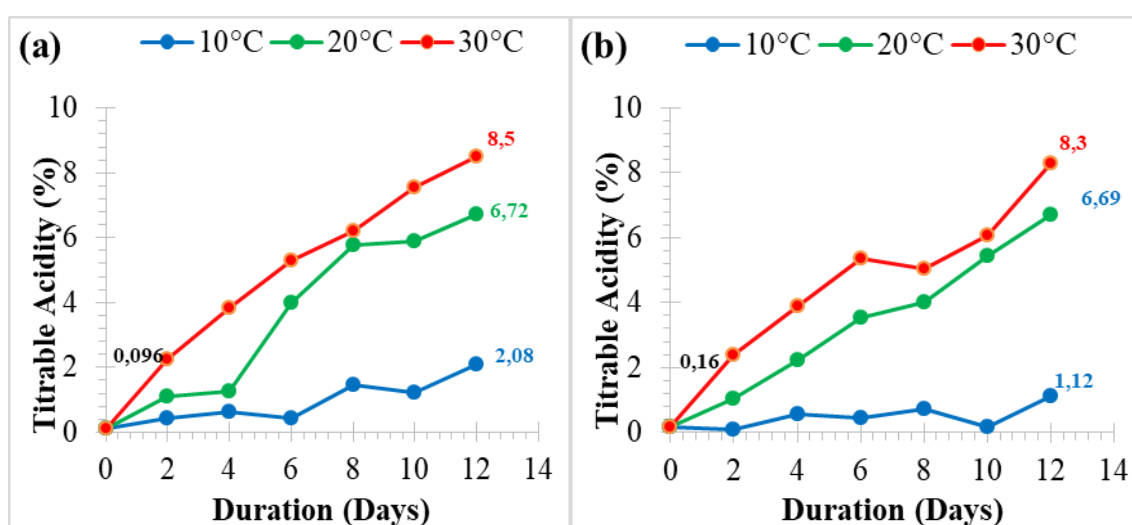 (a) 10°C 20°C 30°C
Titrable Acidity (%)
10
8
6
4
2
0
0,096
8,5
6,72
2,08
0 2 4 6 8 10 12 14
Duration (Days)
(b) 10°C 20°C 30°C
Titrable Acidity (%)
10
8
6
4
2
0
0,16
8,3
6,69
1,12
0 2 4 6 8 10 12 14
Duration (Days)